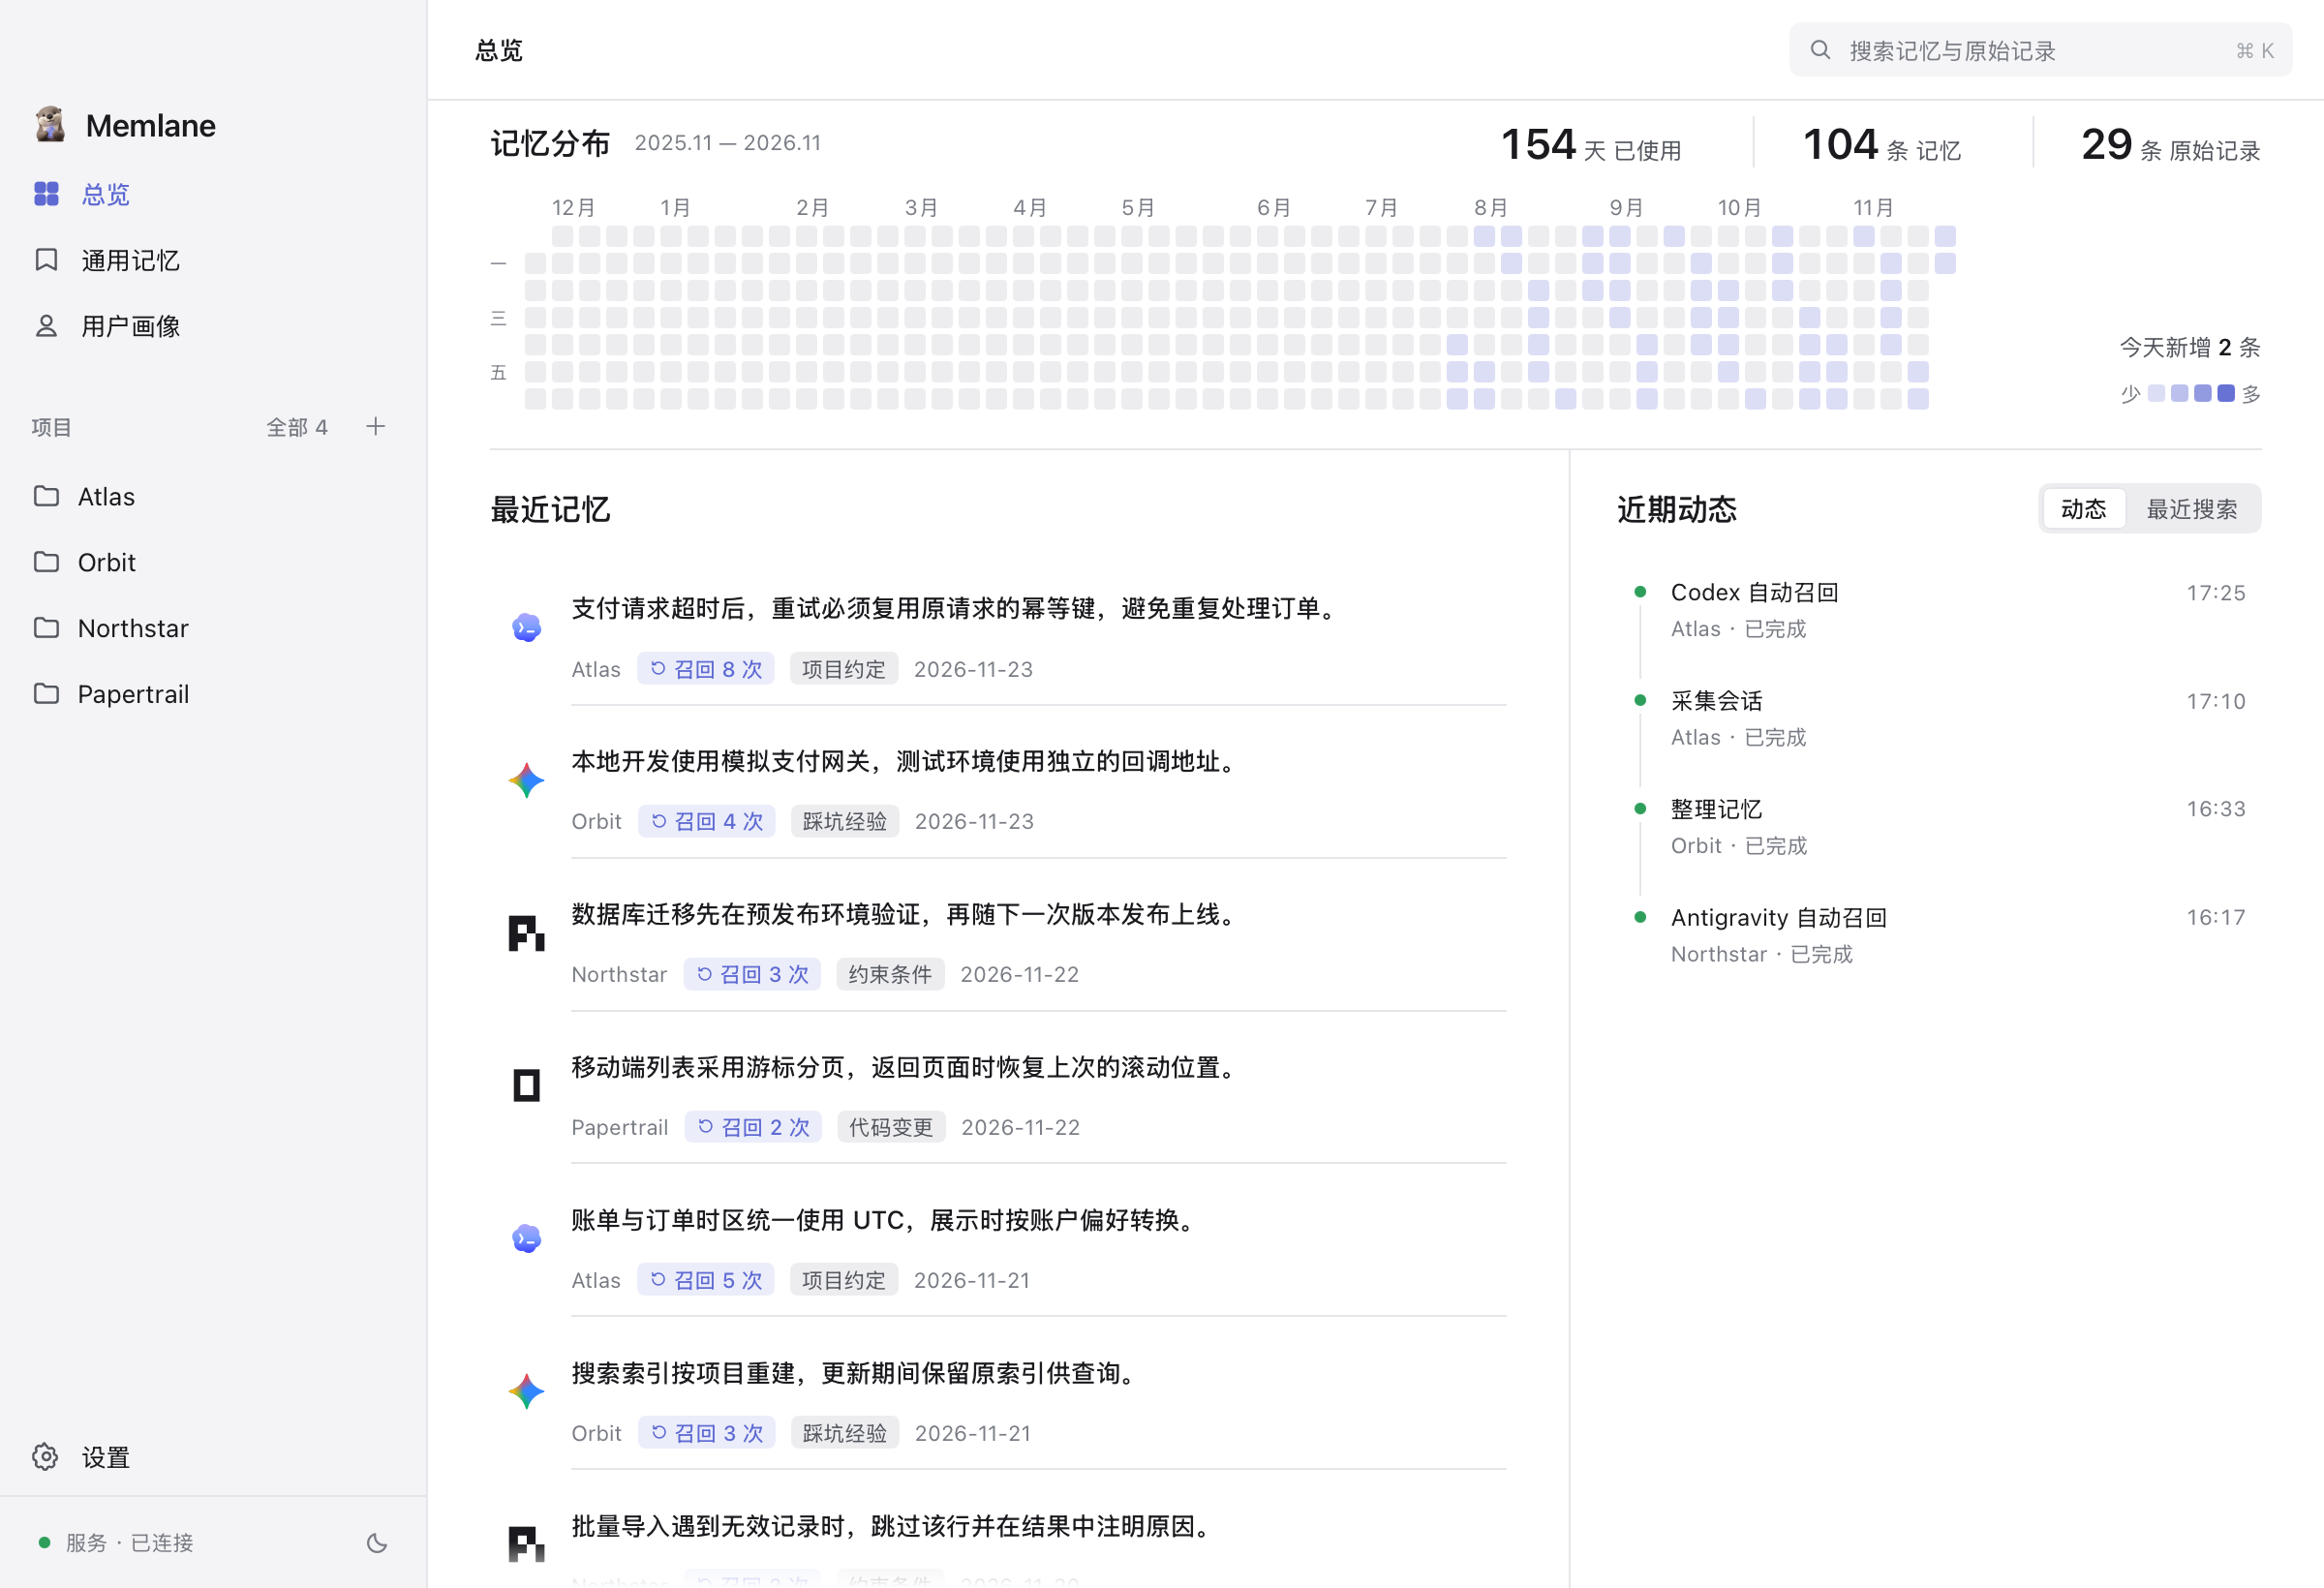 Memlane
总览
通用记忆
用户画像
项目 全部 4
Atlas
Orbit
Northstar
Papertrail
设置
服务 · 已连接
总览
搜索记忆与原始记录 ⌘ K
记忆分布 2025.11 — 2026.11
154 天 已使用
104 条 记忆
29 条 原始记录
12月 1月 2月 3月 4月 5月 6月 7月 8月 9月 10月 11月
一
三
五
今天新增 2 条
少 多
最近记忆
支付请求超时后，重试必须复用原请求的幂等键，避免重复处理订单。
Atlas 召回 8 次 项目约定 2026-11-23
本地开发使用模拟支付网关，测试环境使用独立的回调地址。
Orbit 召回 4 次 踩坑经验 2026-11-23
数据库迁移先在预发布环境验证，再随下一次版本发布上线。
Northstar 召回 3 次 约束条件 2026-11-22
移动端列表采用游标分页，返回页面时恢复上次的滚动位置。
Papertrail 召回 2 次 代码变更 2026-11-22
账单与订单时区统一使用 UTC，展示时按账户偏好转换。
Atlas 召回 5 次 项目约定 2026-11-21
搜索索引按项目重建，更新期间保留原索引供查询。
Orbit 召回 3 次 踩坑经验 2026-11-21
批量导入遇到无效记录时，跳过该行并在结果中注明原因。
近期动态
动态 最近搜索
Codex 自动召回 17:25
Atlas · 已完成
采集会话 17:10
Atlas · 已完成
整理记忆 16:33
Orbit · 已完成
Antigravity 自动召回 16:17
Northstar · 已完成